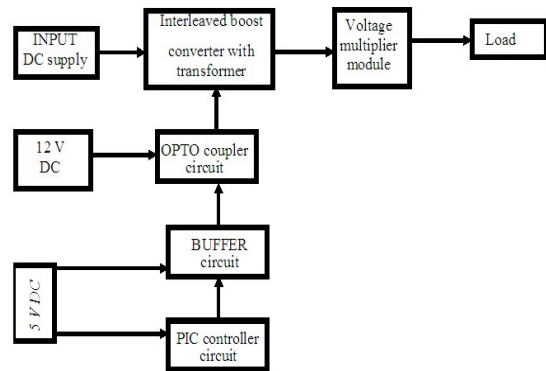 INPUT
DC supply
Interleaved boost
converter with
transformer
Voltage
multiplier
module
Load
12 V
DC
OPTO coupler
circuit
BUFFER
circuit
5 V DC
PIC controller
circuit